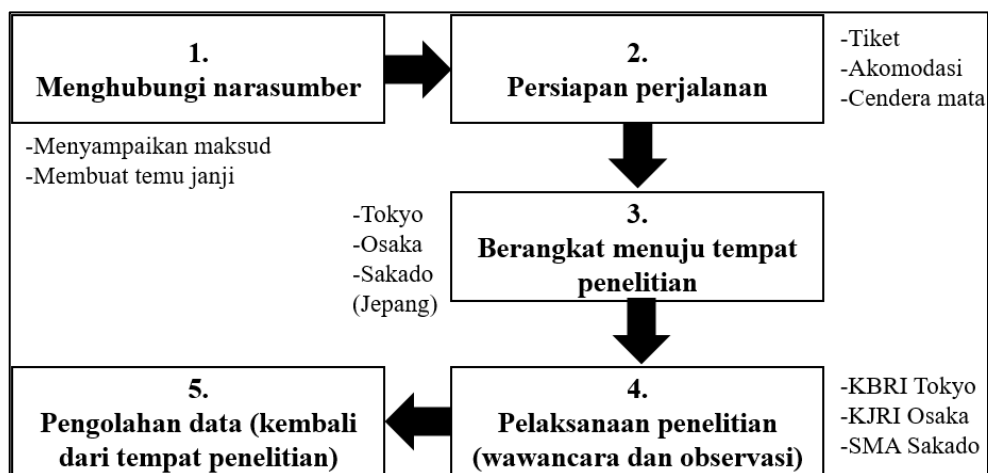 1.
Menghubungi narasumber
-Menyampaikan maksud
-Membuat temu janji
2.
Persiapan perjalanan
-Tiket
-Akomodasi
-Cendera mata
3.
Berangkat menuju tempat
penelitian
-Tokyo
-Osaka
-Sakado
(Jepang)
4.
Pelaksanaan penelitian
(wawancara dan observasi)
-KBRI Tokyo
-KJRI Osaka
-SMA Sakado
5.
Pengolahan data (kembali
dari tempat penelitian)